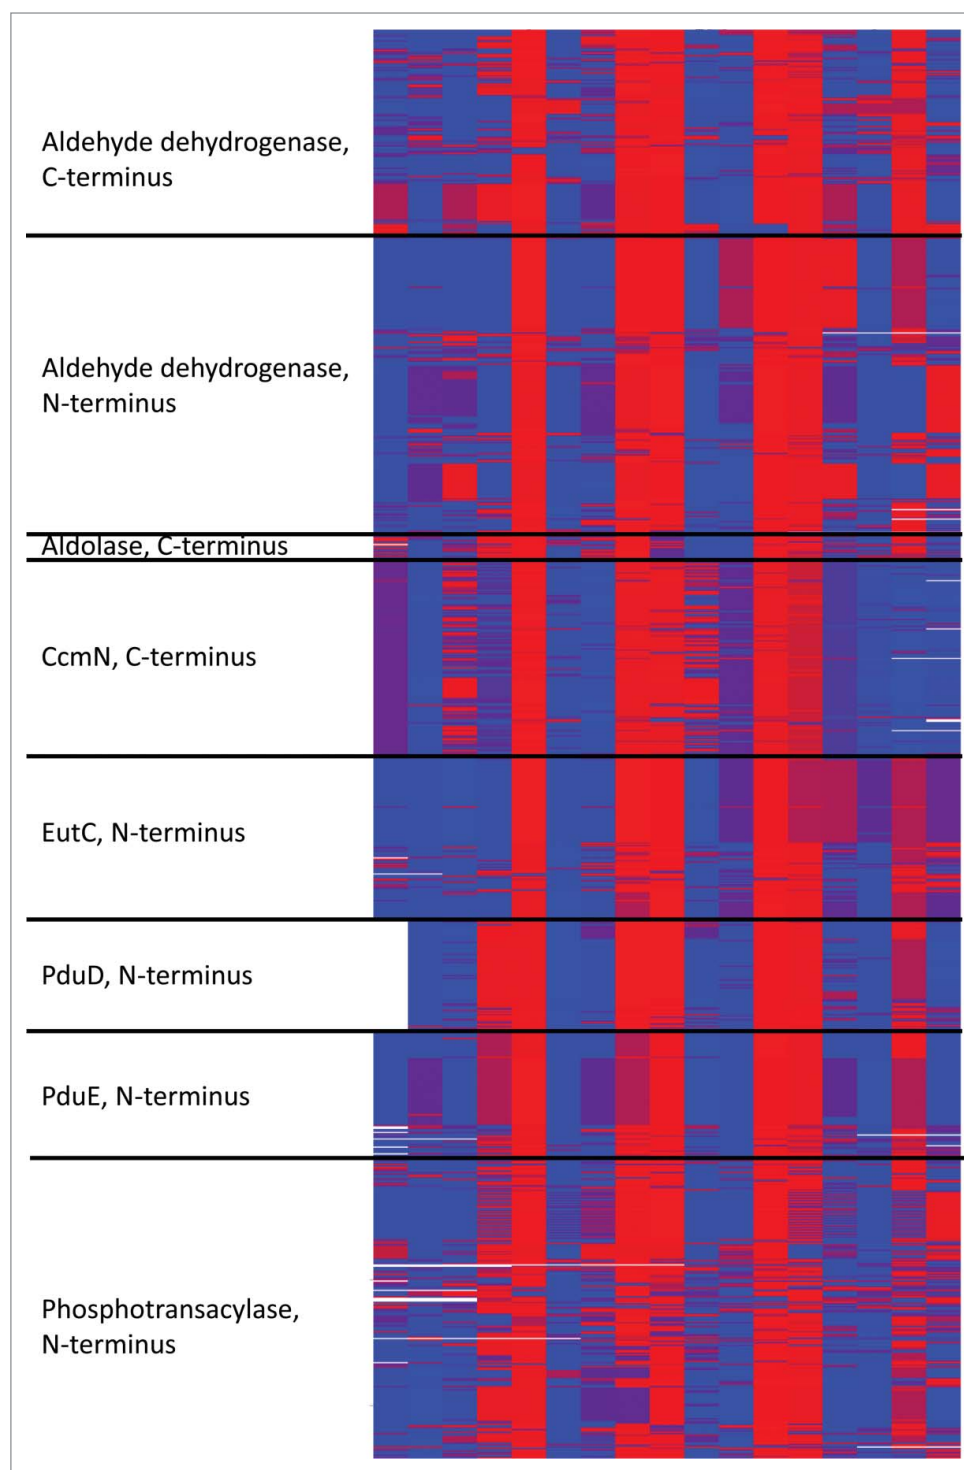 Aldehyde dehydrogenase,
C-terminus
Aldehyde dehydrogenase,
N-terminus
Aldolase, C-terminus
CcmN, C-terminus
EutC, N-terminus
PduD, N-terminus
PduE, N-terminus
Phosphotransacylase,
N-terminus